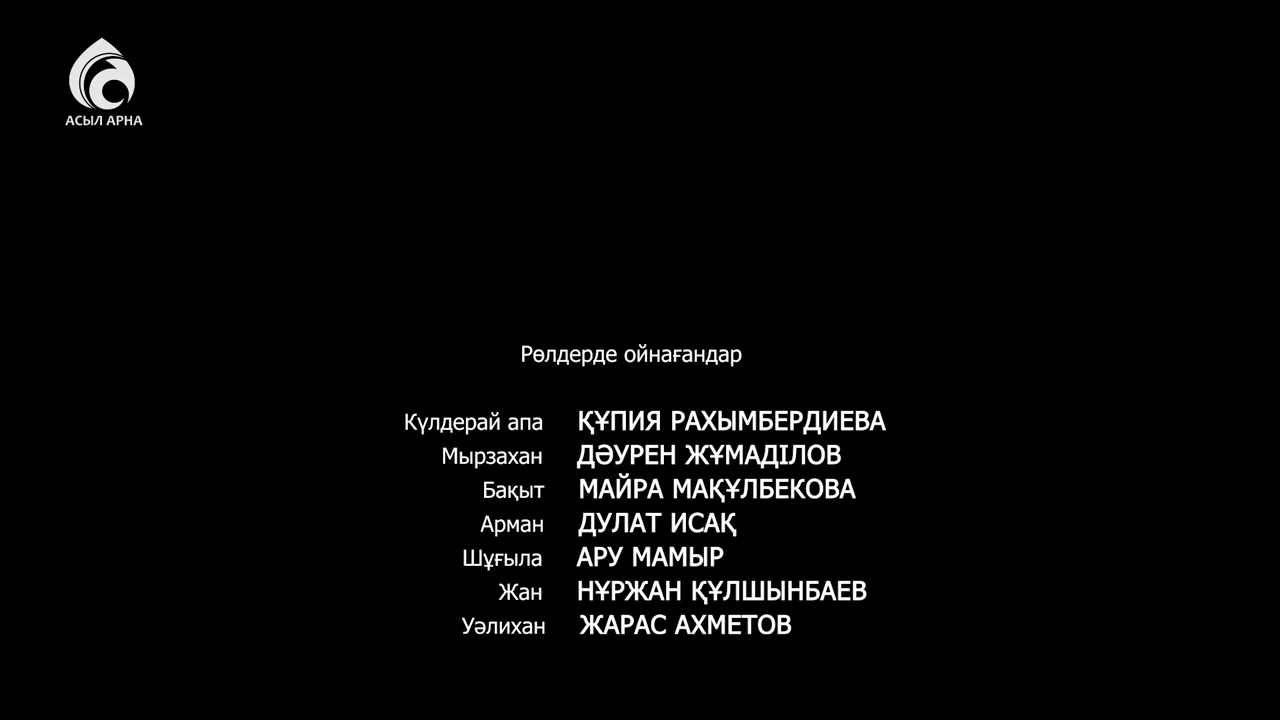 АСЫЛ АРНА
Рөлдерде ойнағандар
Күлдерай апа ҚҰПИЯ РАХЫМБЕРДИЕВА
Мырзахан ДӘУРЕН ЖҰМАДІЛОВ
Бақыт МАЙРА МАҚҰЛБЕКОВА
Арман ДУЛАТ ИСАҚ
Шұғыла АРУ МАМЫР
Жан НҰРЖАН ҚҰЛШЫНБАЕВ
Уәлихан ЖАРАС АХМЕТОВ